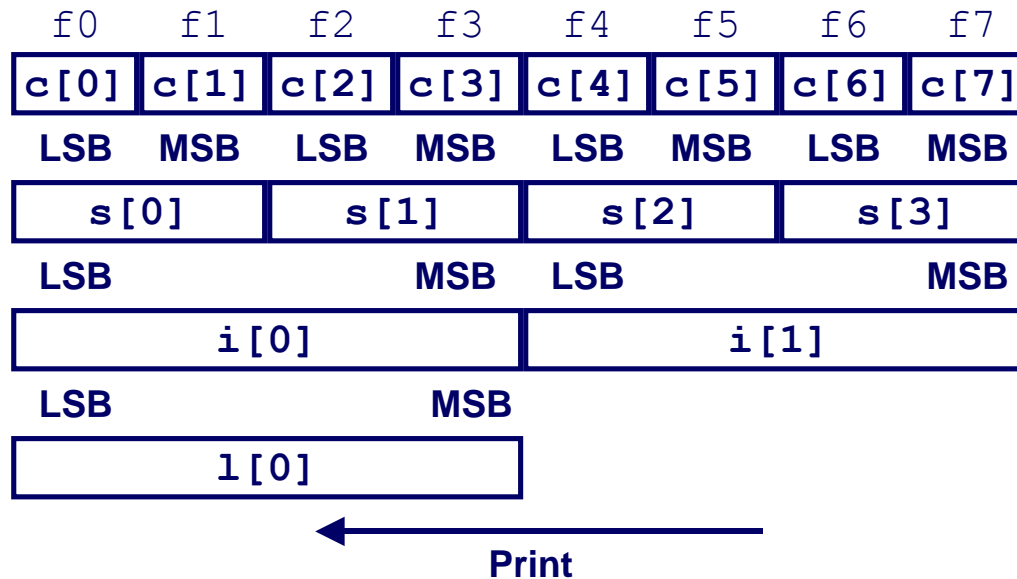 f0 f1 f2 f3 f4 f5 f6 f7
c[0] c[1] c[2] c[3] c[4] c[5] c[6] c[7]
LSB MSB LSB MSB LSB MSB LSB MSB
s[0] s[1] s[2] s[3]
LSB MSB LSB MSB
i[0] i[1]
LSB MSB
l[0]
Print